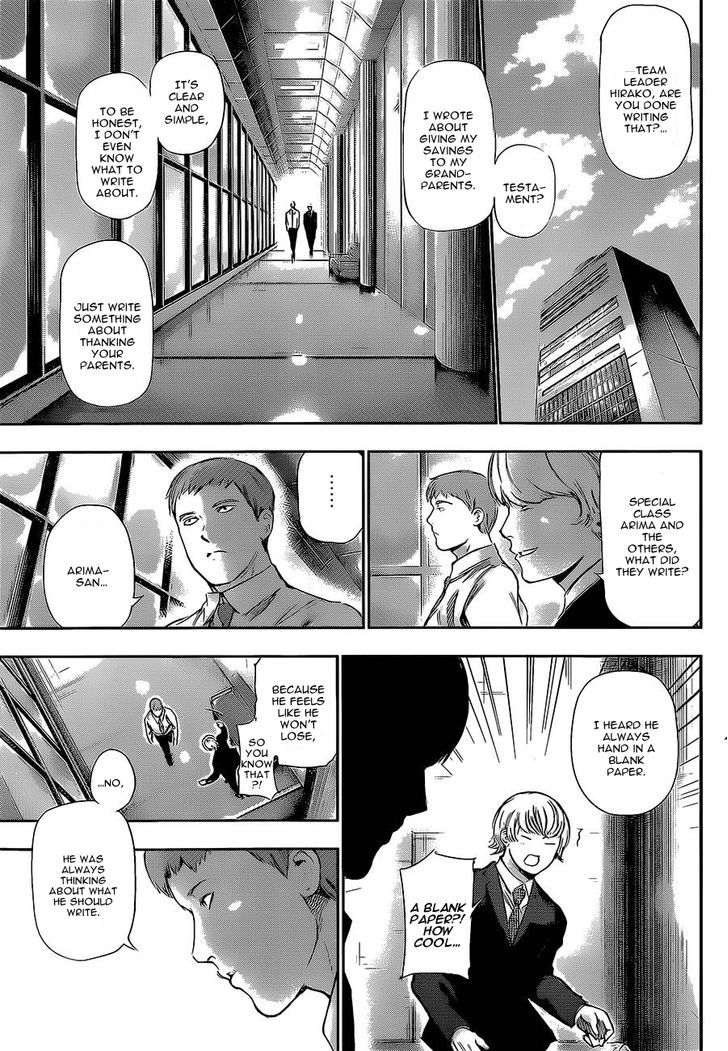 —TEAM
LEADER
HIRAKO, ARE
YOU DONE
WRITING
THAT?...
TESTA-
MENT?
I WROTE
ABOUT
GIVING MY
SAVINGS
TO MY
GRAND-
PARENTS.
IT'S
CLEAR
AND
SIMPLE,
TO BE
HONEST,
I DON'T
EVEN
KNOW
WHAT TO
WRITE
ABOUT.
JUST WRITE
SOMETHING
ABOUT
THANKING
YOUR
PARENTS.
SPECIAL
CLASS
ARIMA AND
THE
OTHERS,
WHAT DID
THEY WRITE?
......
ARIMA-
SAN...
I HEARD HE
ALWAYS
HAND IN A
BLANK
PAPER.
A BLANK
PAPER?!
HOW
COOL...
BECAUSE
HE FEELS
LIKE HE
WON'T
LOSE,
SO
YOU
KNOW
THAT
?!
...NO,
HE WAS
ALWAYS
THINKING
ABOUT WHAT
HE SHOULD
WRITE.